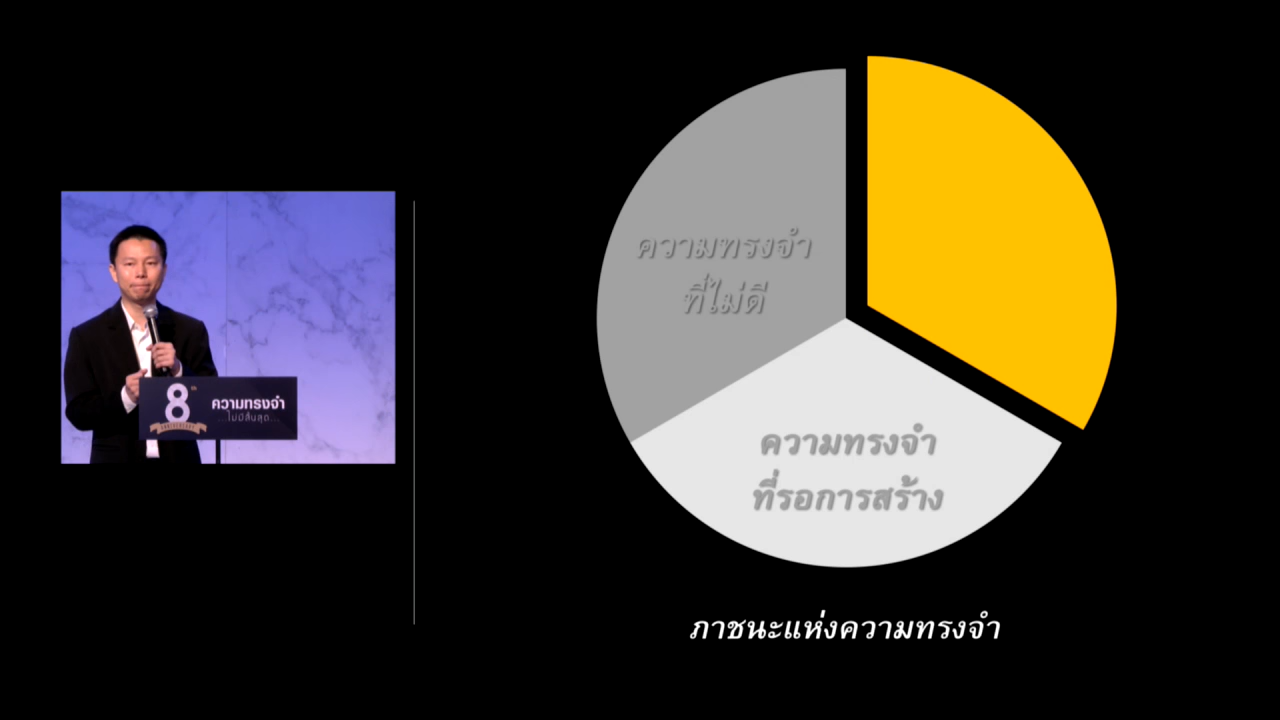 ความทรงจำ
ที่ไม่ดี
ความทรงจำ
ที่รอการสร้าง
ภาชนะแห่งความทรงจำ
8th
ความทรงจำ
...ไม่มีสิ้นสุด...